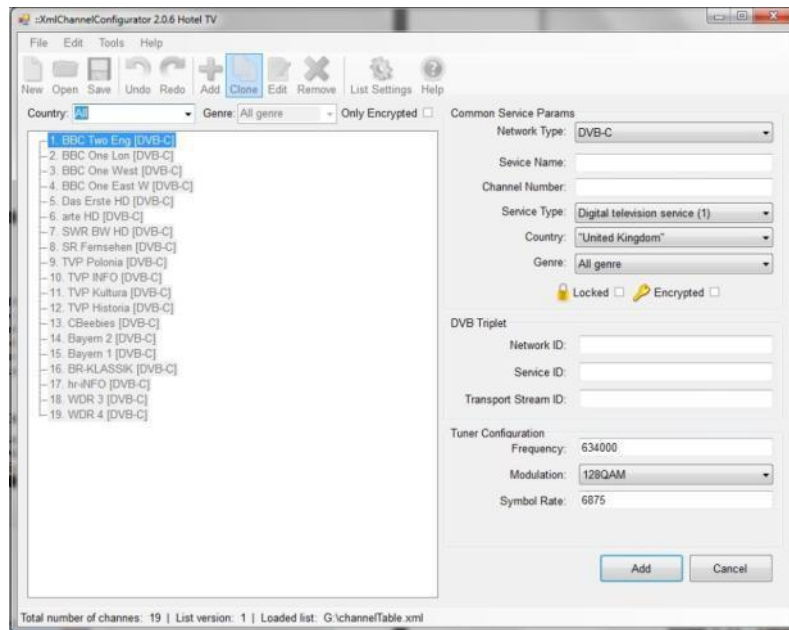 ::XmlChannelConfigurator 2.0.6 Hotel TV
File Edit Tools Help
New Open Save Undo Redo Add Clone Edit Remove List Settings Help
Country: All Genre: All genre Only Encrypted
1. BBC Two Eng [DVB-C]
2. BBC One Lon [DVB-C]
3. BBC One West [DVB-C]
4. BBC One East W [DVB-C]
5. Das Erste HD [DVB-C]
6. arte HD [DVB-C]
7. SWR BW HD [DVB-C]
8. SR Fernsehen [DVB-C]
9. TVP Polonia [DVB-C]
10. TVP INFO [DVB-C]
11. TVP Kultura [DVB-C]
12. TVP Historia [DVB-C]
13. CBeebies [DVB-C]
14. Bayern 2 [DVB-C]
15. Bayern 1 [DVB-C]
16. BR-KLASSIK [DVB-C]
17. hr-iNFO [DVB-C]
18. WDR 3 [DVB-C]
19. WDR 4 [DVB-C]
Common Service Params
Network Type: DVB-C
Sevice Name:
Channel Number:
Service Type: Digital television service (1)
Country: "United Kingdom"
Genre: All genre
Locked Encrypted
DVB Triplet
Network ID:
Service ID:
Transport Stream ID:
Tuner Configuration
Frequency: 634000
Modulation: 128QAM
Symbol Rate: 6875
Add Cancel
Total number of channes: 19 | List version: 1 | Loaded list: G:\channelTable.xml